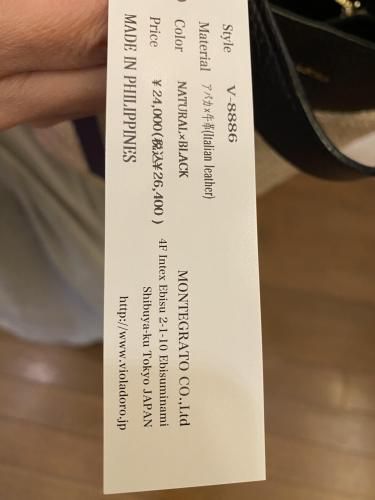 Style V-8886
Material アバカ×牛革(Italian leather)
Color NATURAL×BLACK
Price ¥24,000(税込¥26,400)
MADE IN PHILIPPINES
MONTEGRATO CO.,Ltd
4F Intex Ebisu 2-1-10 Ebisuminami
Shibuya-ku Tokyo JAPAN
http://www.violadoro.jp